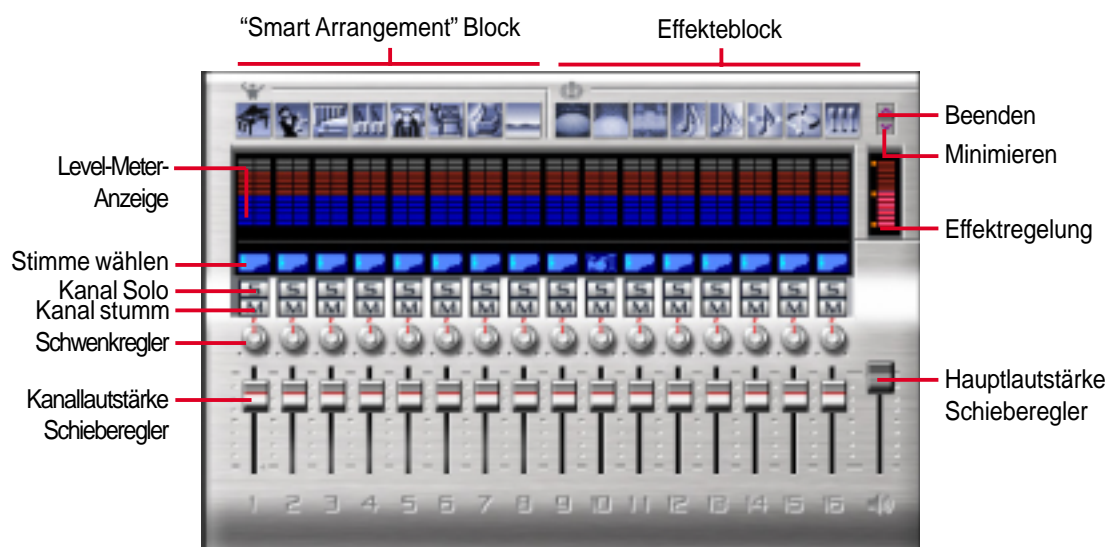 “Smart Arrangement” Block
Effekteblock
Beenden
Minimieren
Level-Meter-
Anzeige
Effektregelung
Stimme wählen
Kanal Solo
S S S S S S S S S S S S S S S S
Kanal stumm
M M M M M M M M M M M M M M M M
Schwenkregler
Kanallautstärke
Schieberegler
Hauptlautstärke
Schieberegler
1 2 3 4 5 6 7 8 9 10 11 12 13 14 15 16